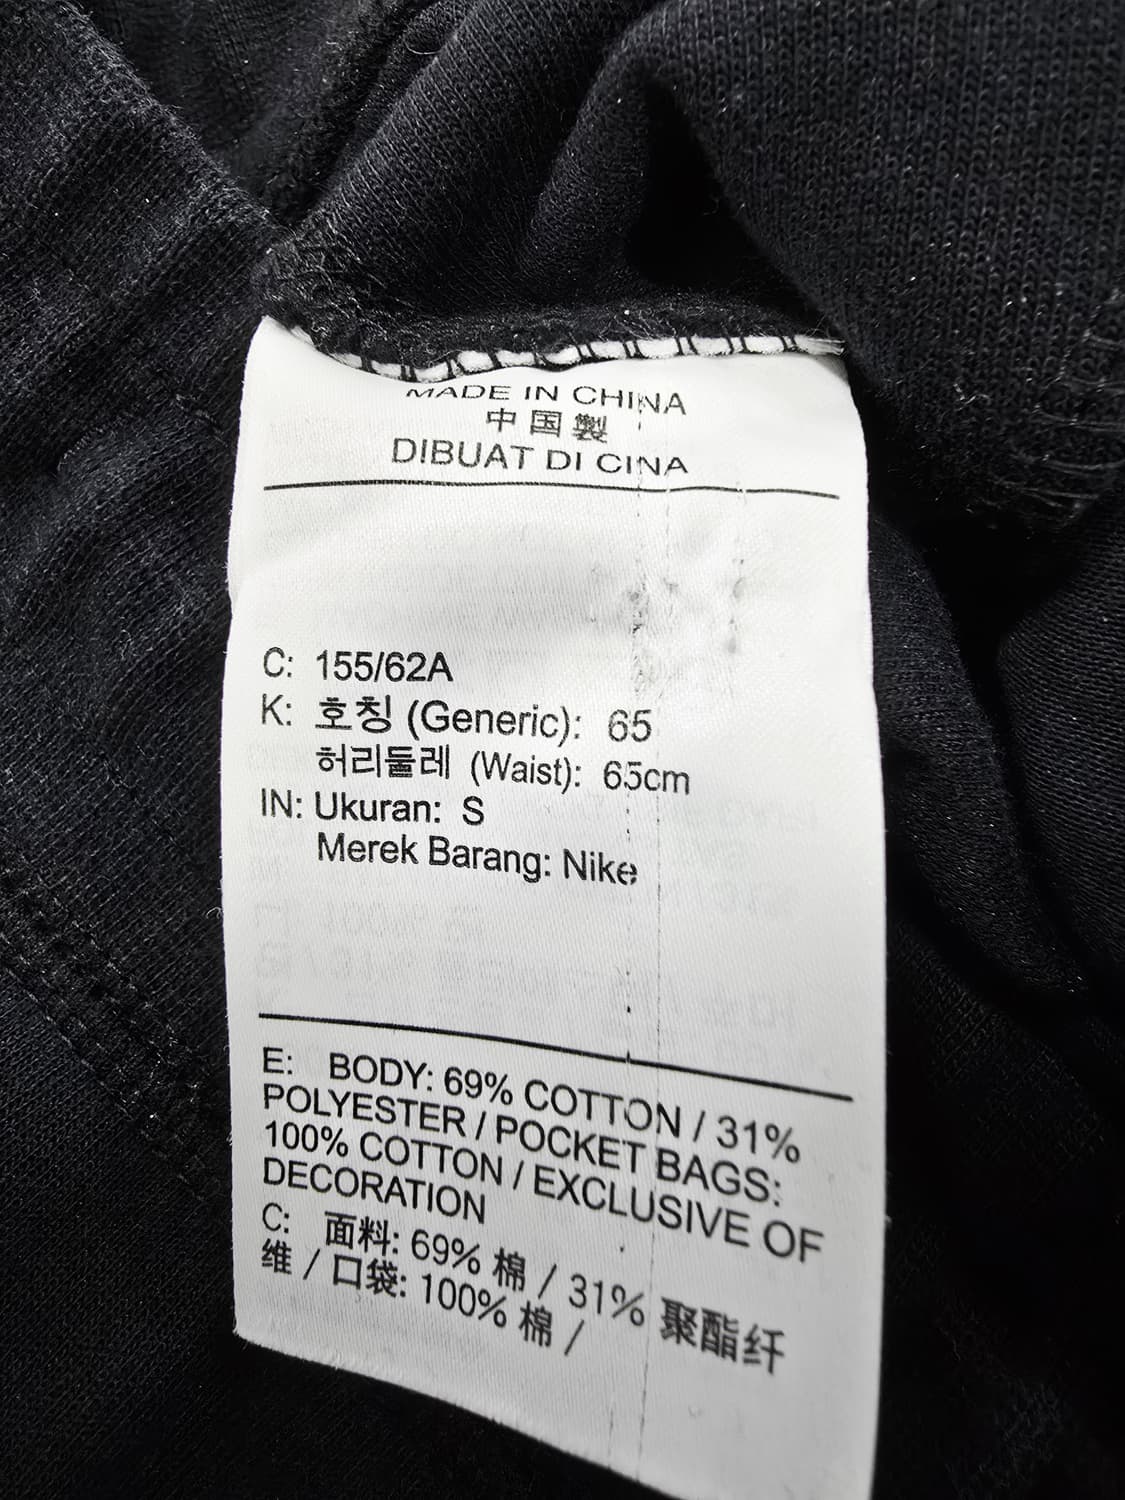 MADE IN CHINA
中国製
DIBUAT DI CINA
C: 155/62A
K: 호칭 (Generic): 65
허리둘레 (Waist): 65cm
IN: Ukuran: S
Merek Barang: Nike
E: BODY: 69% COTTON / 31%
POLYESTER / POCKET BAGS:
100% COTTON / EXCLUSIVE OF
DECORATION
C: 面料: 69% 棉 / 31% 聚酯纤
维 / 口袋: 100% 棉 /